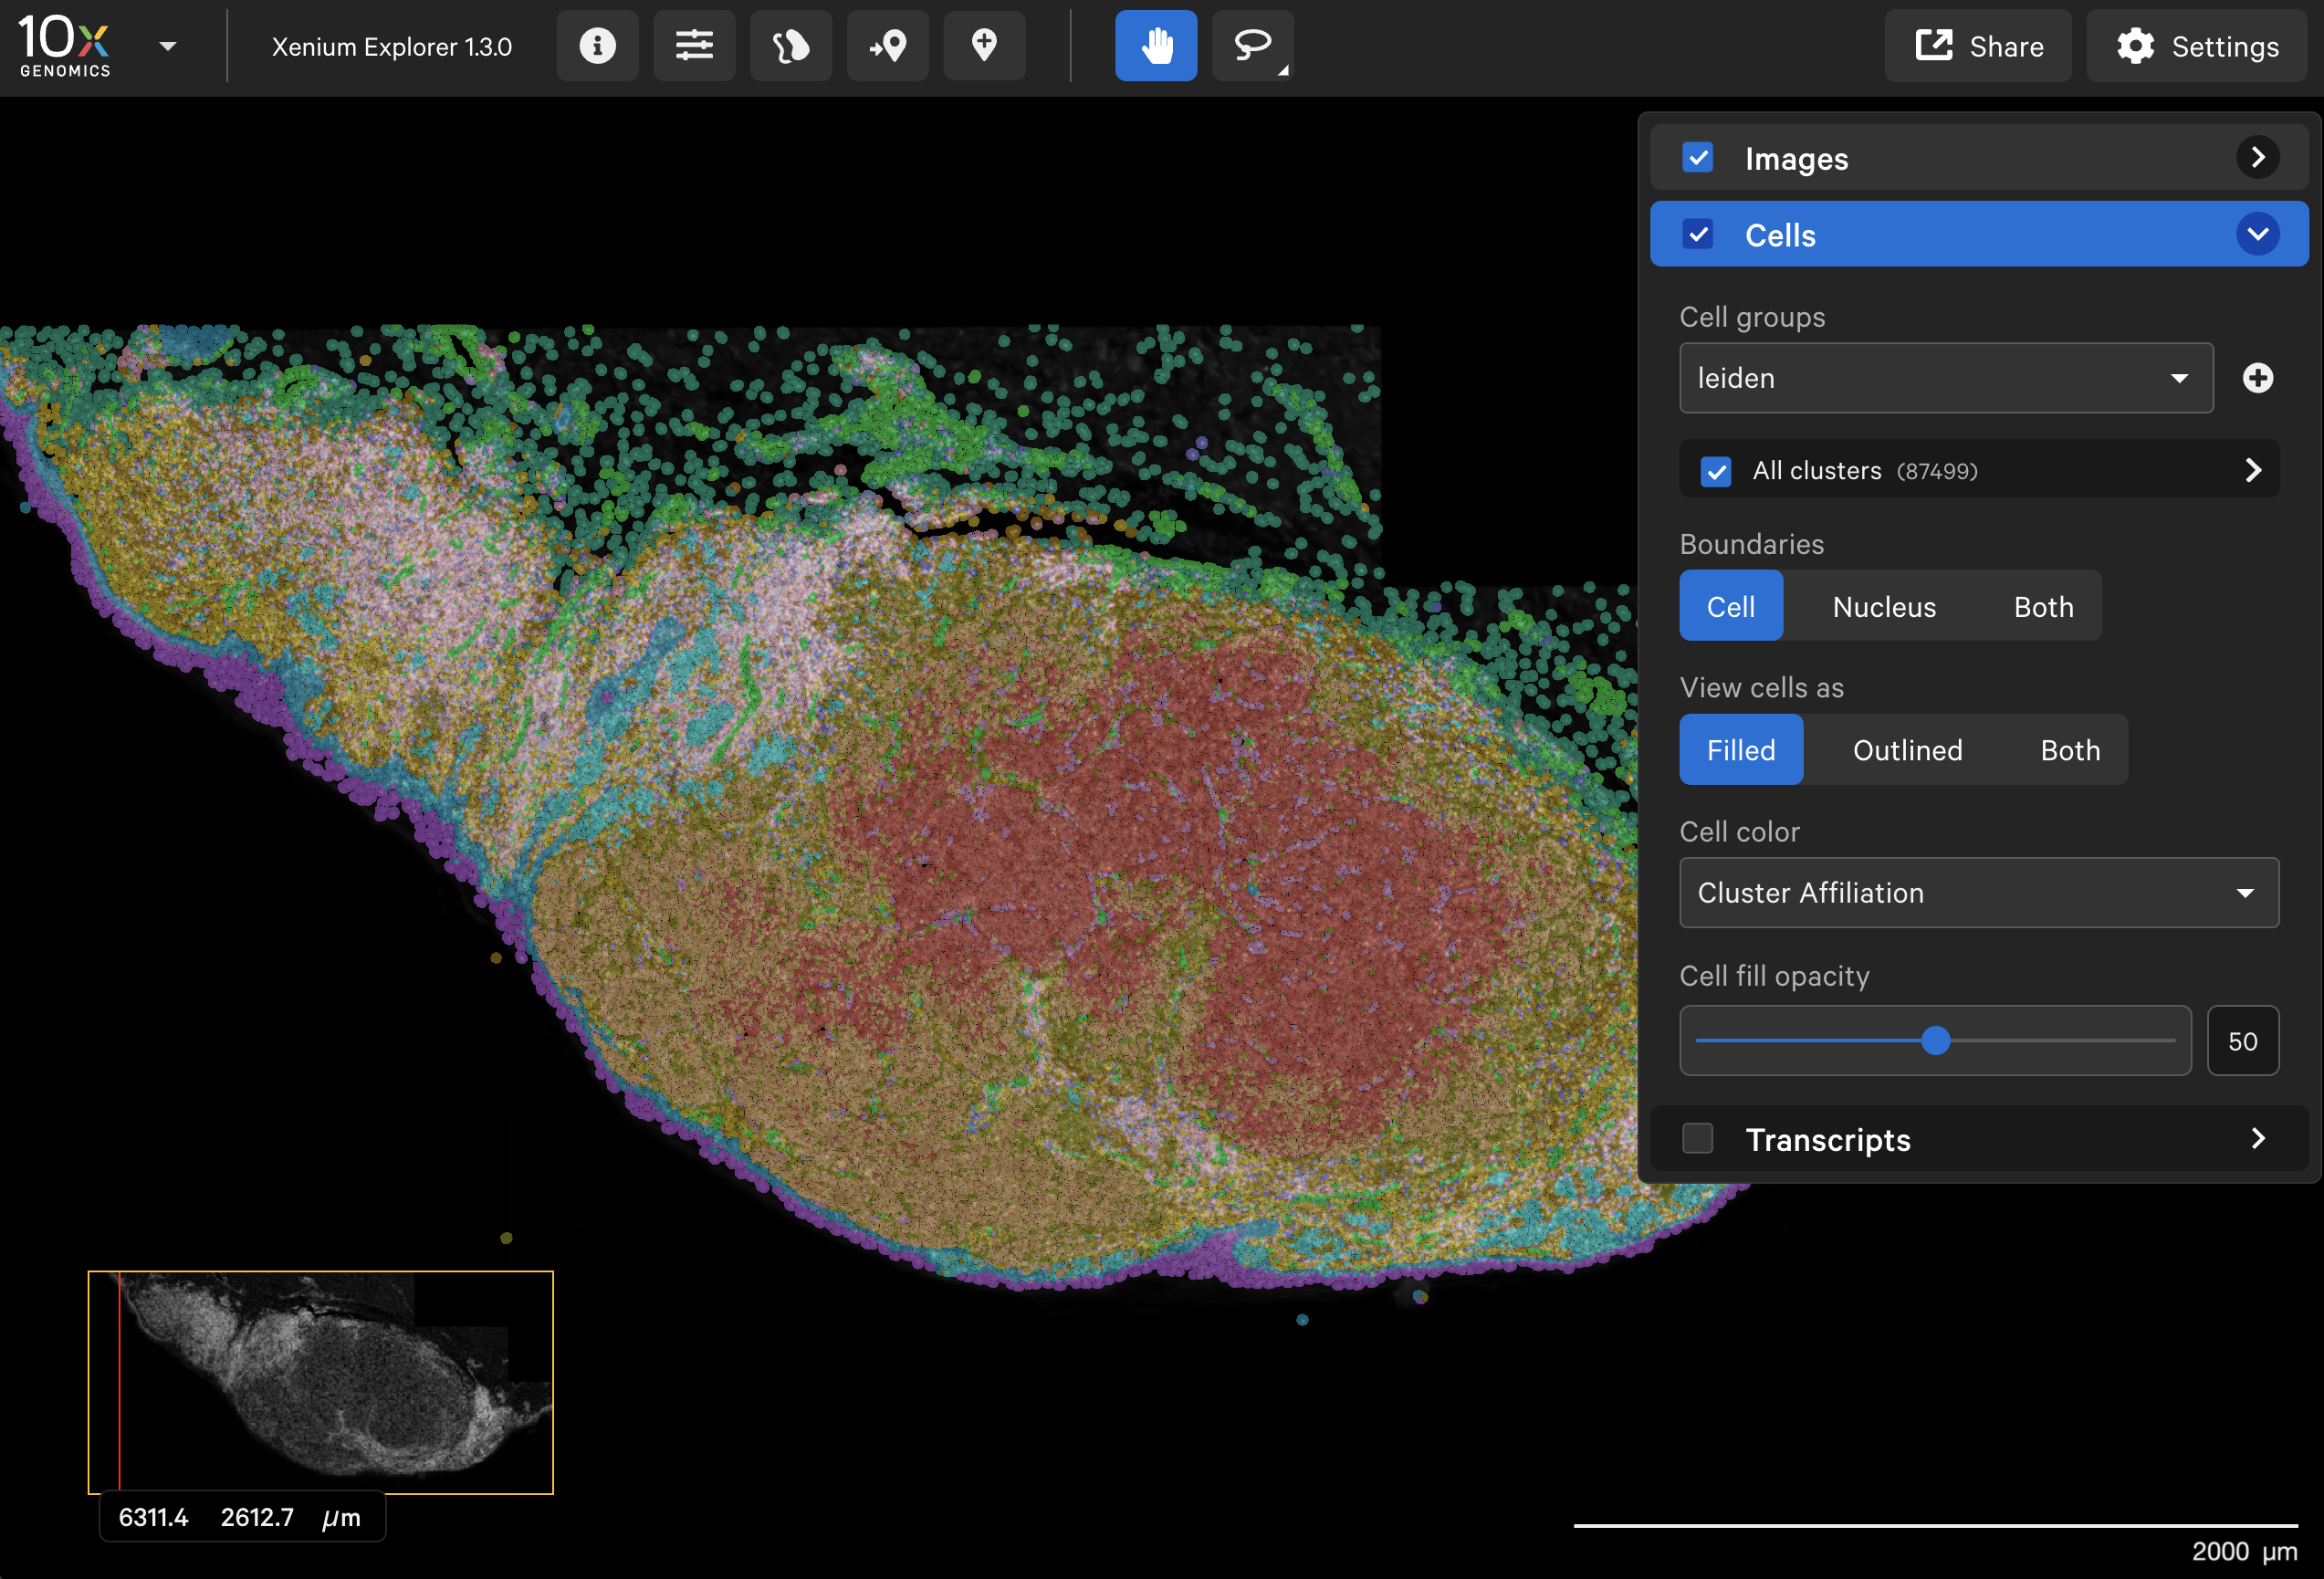 10x
GENOMICS
Xenium Explorer 1.3.0
Share
Settings
Images
Cells
Cell groups
leiden
All clusters (87499)
Boundaries
Cell Nucleus Both
View cells as
Filled Outlined Both
Cell color
Cluster Affiliation
Cell fill opacity
50
Transcripts
6311.4 2612.7 μm
2000 μm